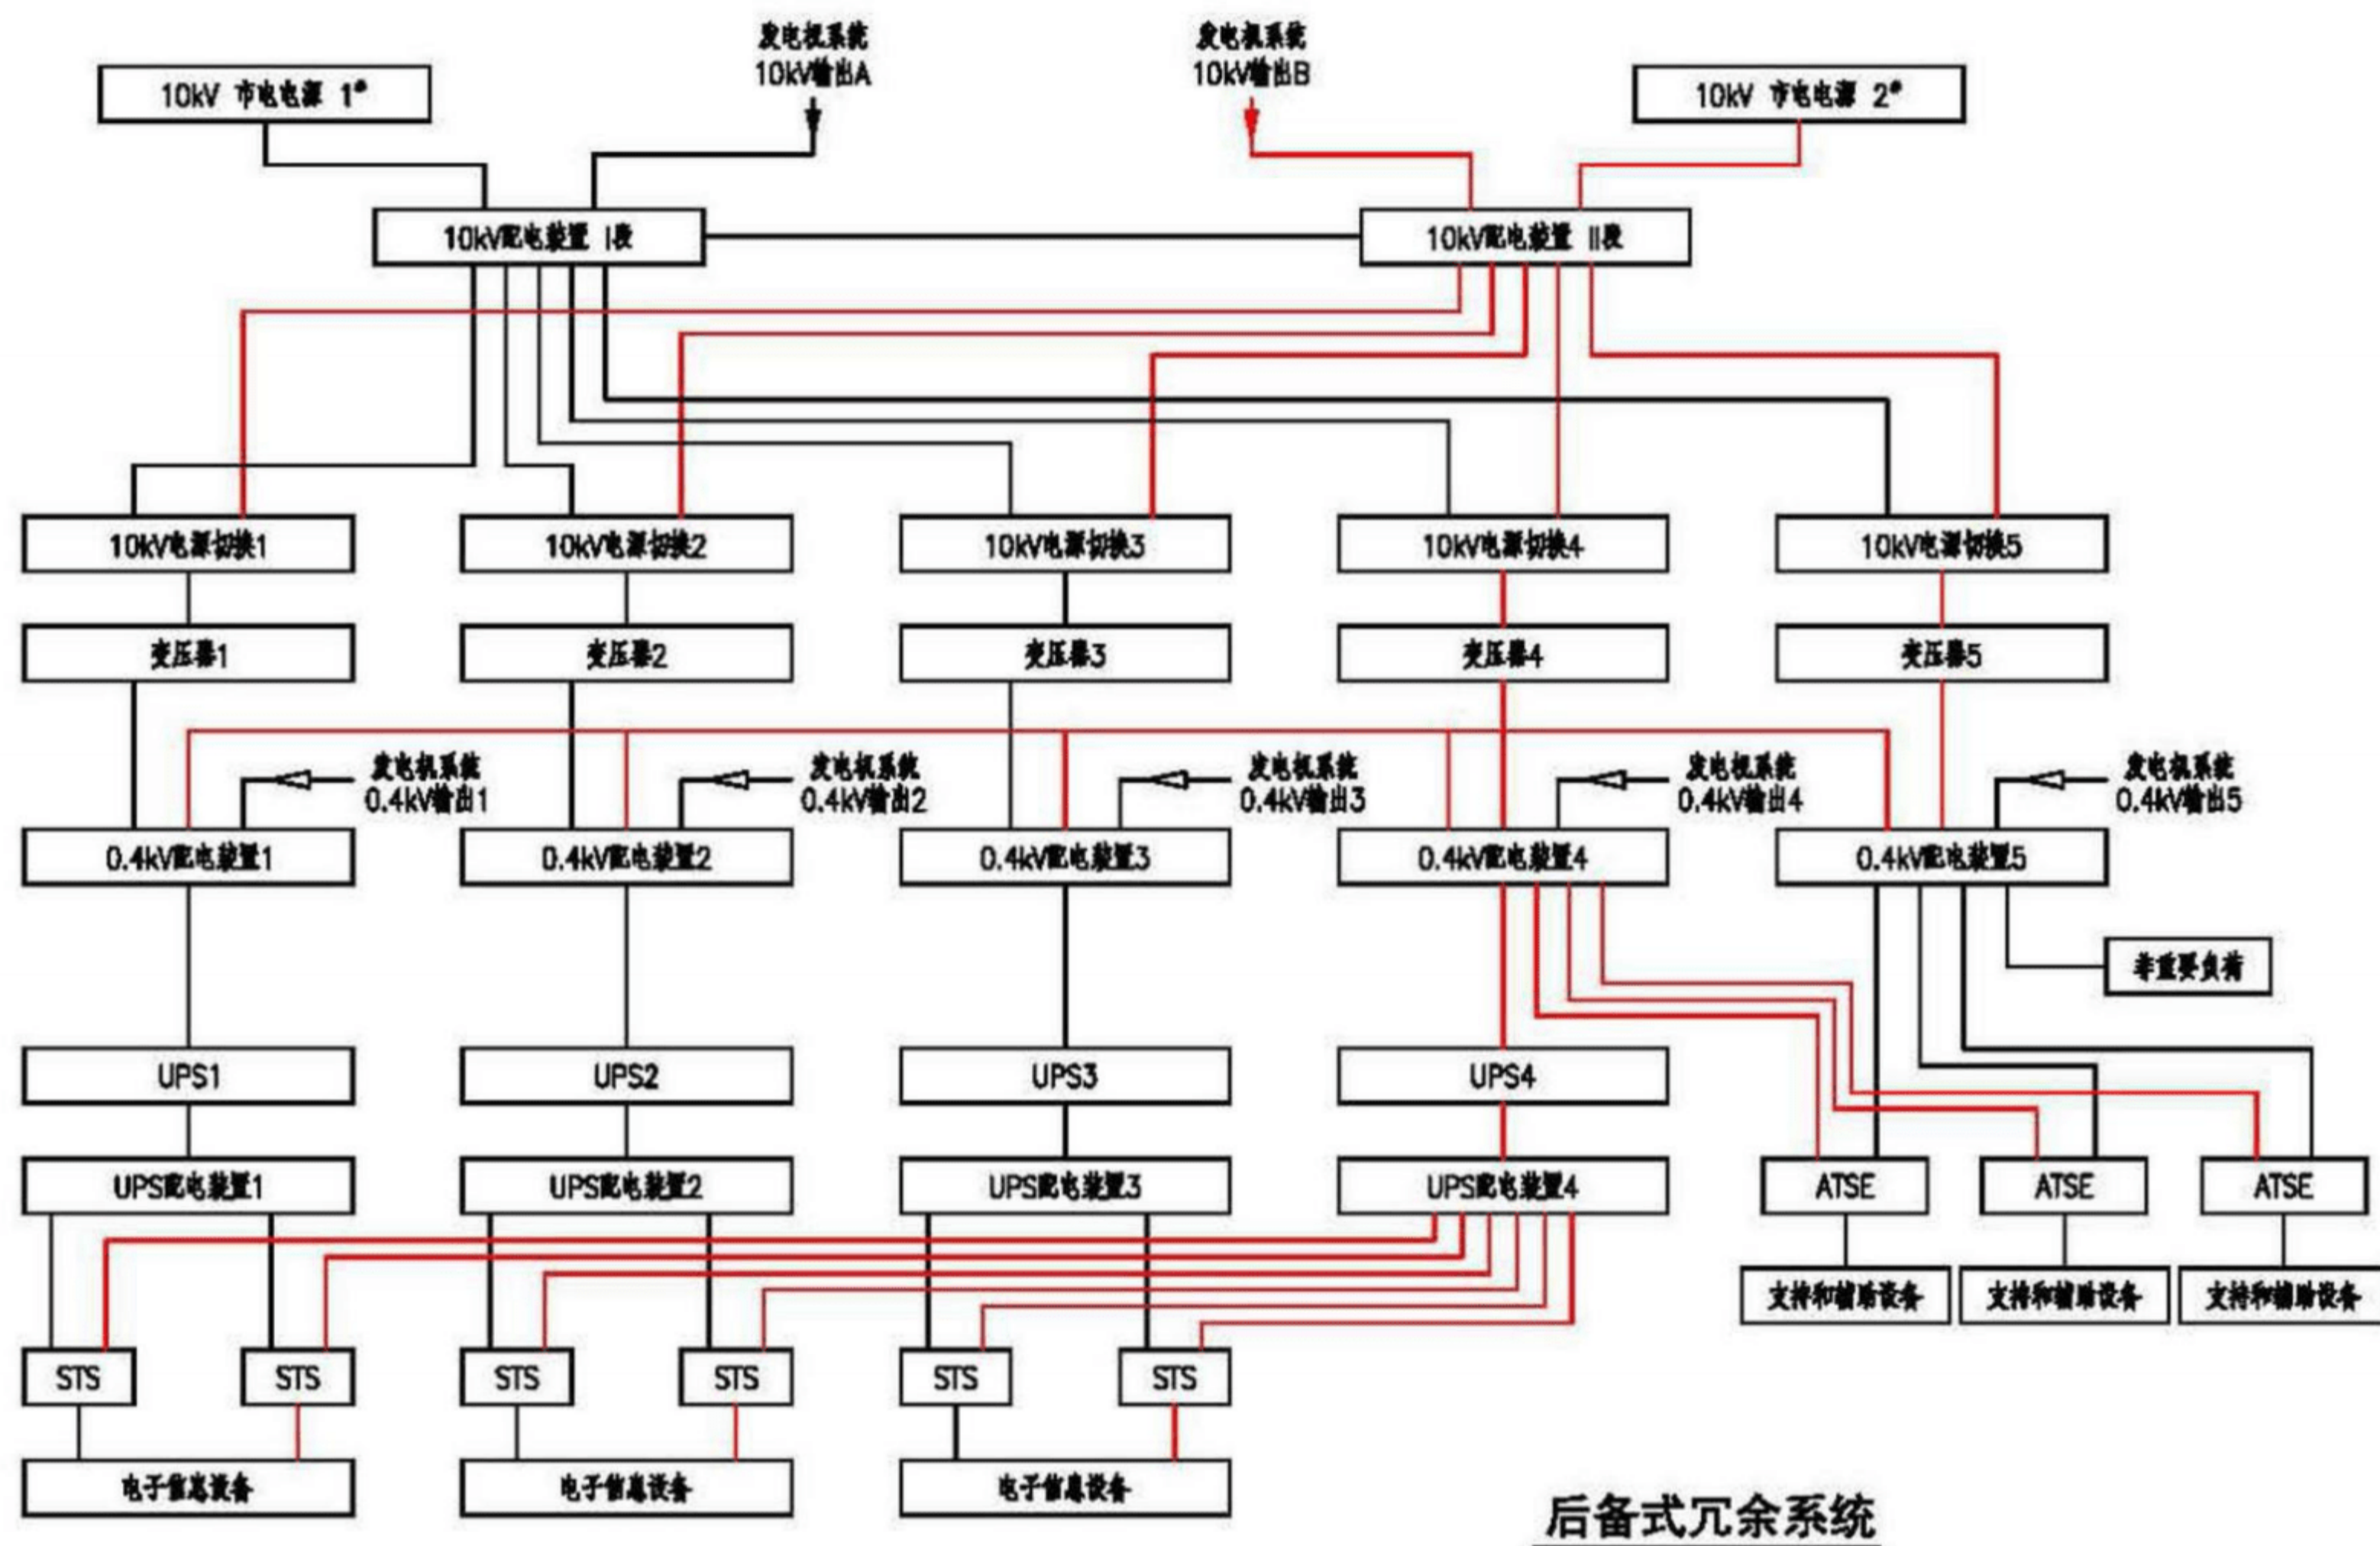 发电机系统
10kV输出A
发电机系统
10kV输出B
10kV 市电电源 1#
10kV 市电电源 2#
10kV配电装置 I段
10kV配电装置 II段
10kV电源切换1
10kV电源切换2
10kV电源切换3
10kV电源切换4
10kV电源切换5
变压器1
变压器2
变压器3
变压器4
变压器5
发电机系统
0.4kV输出1
发电机系统
0.4kV输出2
发电机系统
0.4kV输出3
发电机系统
0.4kV输出4
发电机系统
0.4kV输出5
0.4kV配电装置1
0.4kV配电装置2
0.4kV配电装置3
0.4kV配电装置4
0.4kV配电装置5
非重要负荷
UPS1
UPS2
UPS3
UPS4
UPS配电装置1
UPS配电装置2
UPS配电装置3
UPS配电装置4
ATSE
ATSE
ATSE
支持和辅助设备
支持和辅助设备
支持和辅助设备
STS
STS
STS
STS
STS
STS
电子信息设备
电子信息设备
电子信息设备
后备式冗余系统